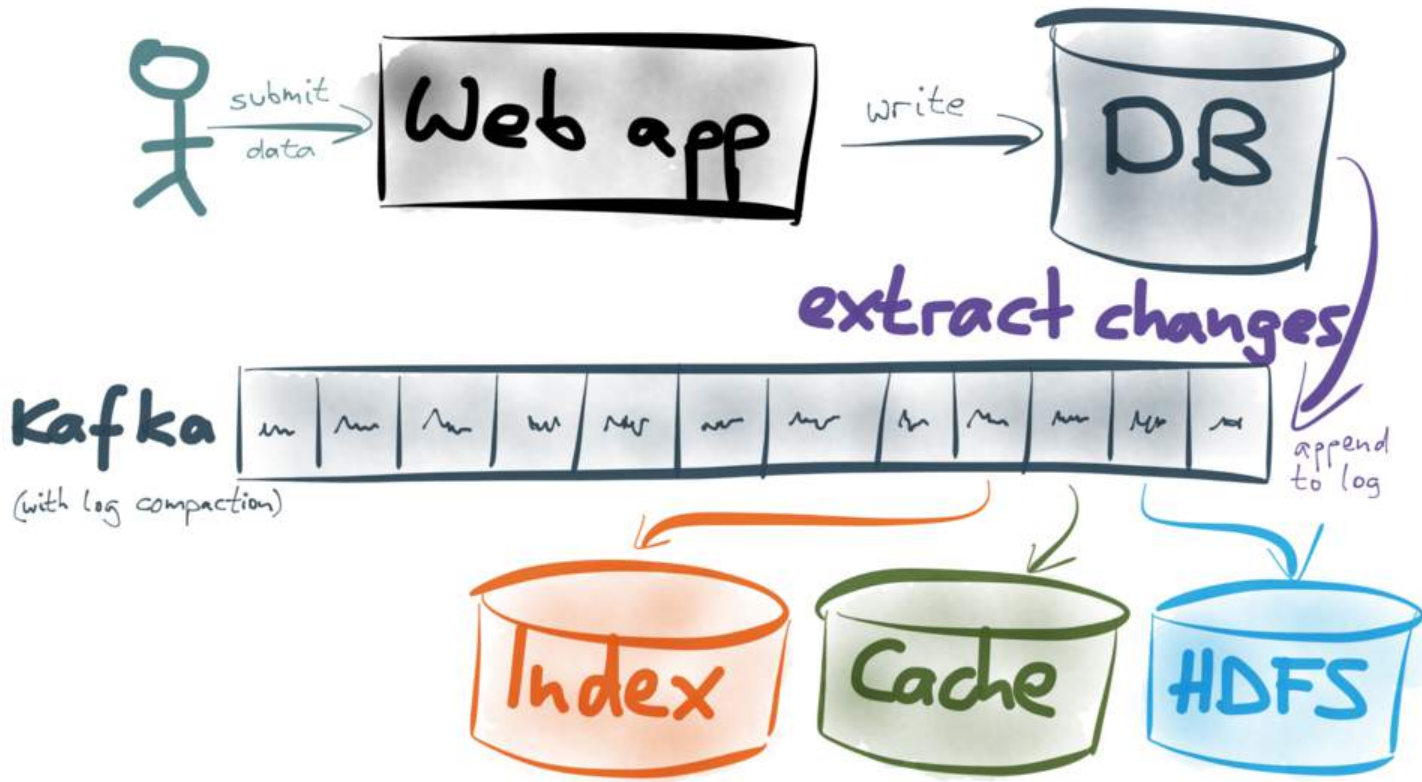 submit
data
Web app
write
DB
extract changes
Kafka
(with log compaction)
append
to log
Index
Cache
HDFS